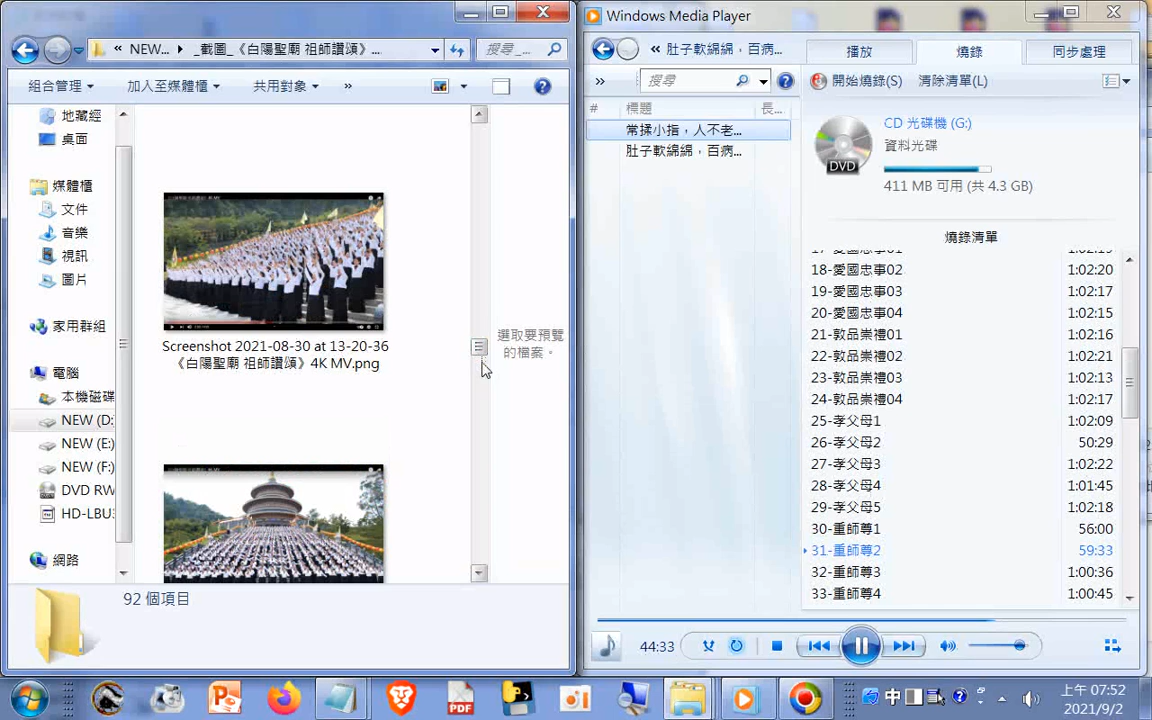 NEW...
_截圖_《白陽聖廟 祖師讚頌》...
搜尋_...
組合管理
加入至媒體櫃
共用對象
»
地藏經
桌面
媒體櫃
文件
音樂
視訊
圖片
家用群組
電腦
本機磁碟
NEW (D:
NEW (E:)
NEW (F:)
DVD RW
HD-LBU3
網路
Screenshot 2021-08-30 at 13-20-36
《白陽聖廟 祖師讚頌》4K MV.png
選取要預覽
的檔案。
92 個項目
Windows Media Player
« 肚子軟綿綿，百病...
播放
燒錄
同步處理
»
搜尋
開始燒錄(S)
清除清單(L)
#
標題
長...
常揉小指，人不老...
肚子軟綿綿，百病...
DVD
CD 光碟機 (G:)
資料光碟
411 MB 可用 (共 4.3 GB)
燒錄清單
18-愛國忠事02 1:02:20
19-愛國忠事03 1:02:17
20-愛國忠事04 1:02:15
21-敦品崇禮01 1:02:16
22-敦品崇禮02 1:02:21
23-敦品崇禮03 1:02:13
24-敦品崇禮04 1:02:17
25-孝父母1 1:02:09
26-孝父母2 50:29
27-孝父母3 1:02:22
28-孝父母4 1:01:45
29-孝父母5 1:02:18
30-重師尊1 56:00
31-重師尊2 59:33
32-重師尊3 1:00:36
33-重師尊4 1:00:45
44:33
PDF
中
上午 07:52
2021/9/2